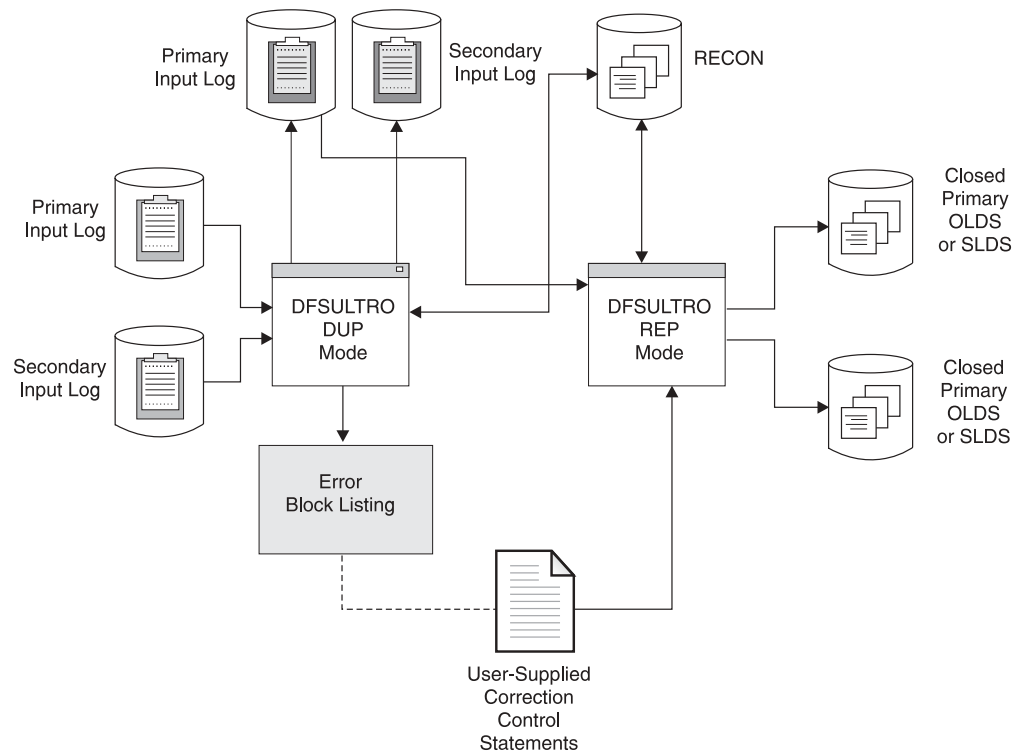 Primary
Input Log
Secondary
Input Log
RECON
Primary
Input Log
Closed
Primary
OLDS
or SLDS
DFSULTRO
DUP
Mode
DFSULTRO
REP
Mode
Secondary
Input Log
Closed
Primary
OLDS
or SLDS
Error
Block Listing
User-Supplied
Correction
Control
Statements